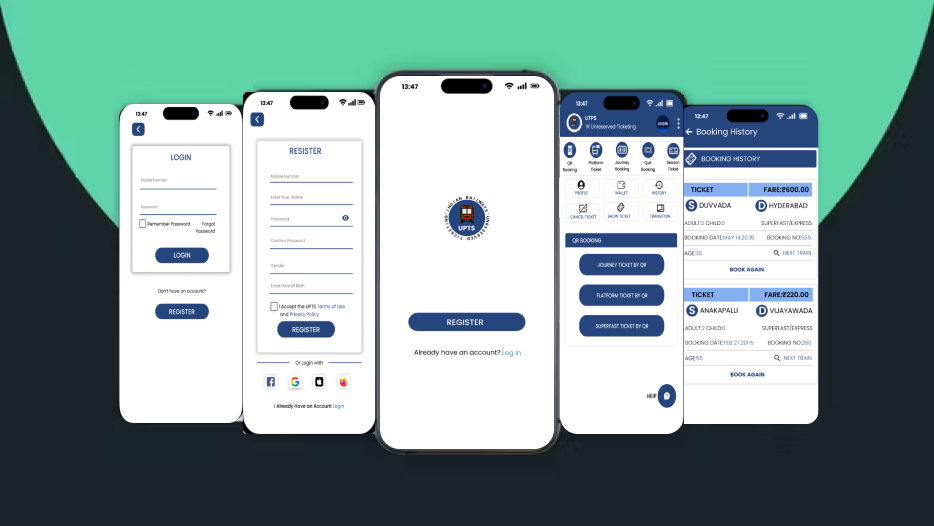 13:47
LOGIN
Mobile Number
Password
Remember Password
Forgot
Password
LOGIN
Don't have an account?
REGISTER
13:47
RESISTER
Mobile Number
Enter Your Name
Password
Confirm Password
Gender
Enter Date Of Birth
I Accept the UPTS Terms of Use
and Privacy Policy
REGISTER
Or Login with
I Already Have an Account Login
13:47
INDIAN RAILWAYS UNRESERVED TICKETING
UPTS
REGISTER
Already have an account? Log in
13:47
UTPS
IR Unreserved Ticketing
LOGIN
QR
Booking
Platform
Ticket
Journey
Booking
Quit
Booking
Season
Ticket
PROFILE
WALLET
HISTORY
CANCEL TICKET
SHOW TICKET
TRANSITION
QR BOOKING
JOURNEY TICKET BY QR
FLATFORM TICKET BY QR
SUPERFAST TICKET BY QR
HElP
13:47
Booking History
BOOKING HISTORY
TICKET FARE:₹600.00
S DUVVADA D HYDERABAD
ADULT:2 CHILD:0 SUPERFAST/EXPRESS
BOOKING DATE:MAY 14,2015 BOOKING NO:555
AGE:30 NEXT TRAIN
BOOK AGAIN
TICKET FARE:₹220.00
S ANAKAPALLI D VIJAYAWADA
ADULT:2 CHILD:0 SUPERFAST/EXPRESS
BOOKING DATE:FEB 27,2015 BOOKING NO:250
AGE:55 NEXT TRAIN
BOOK AGAIN